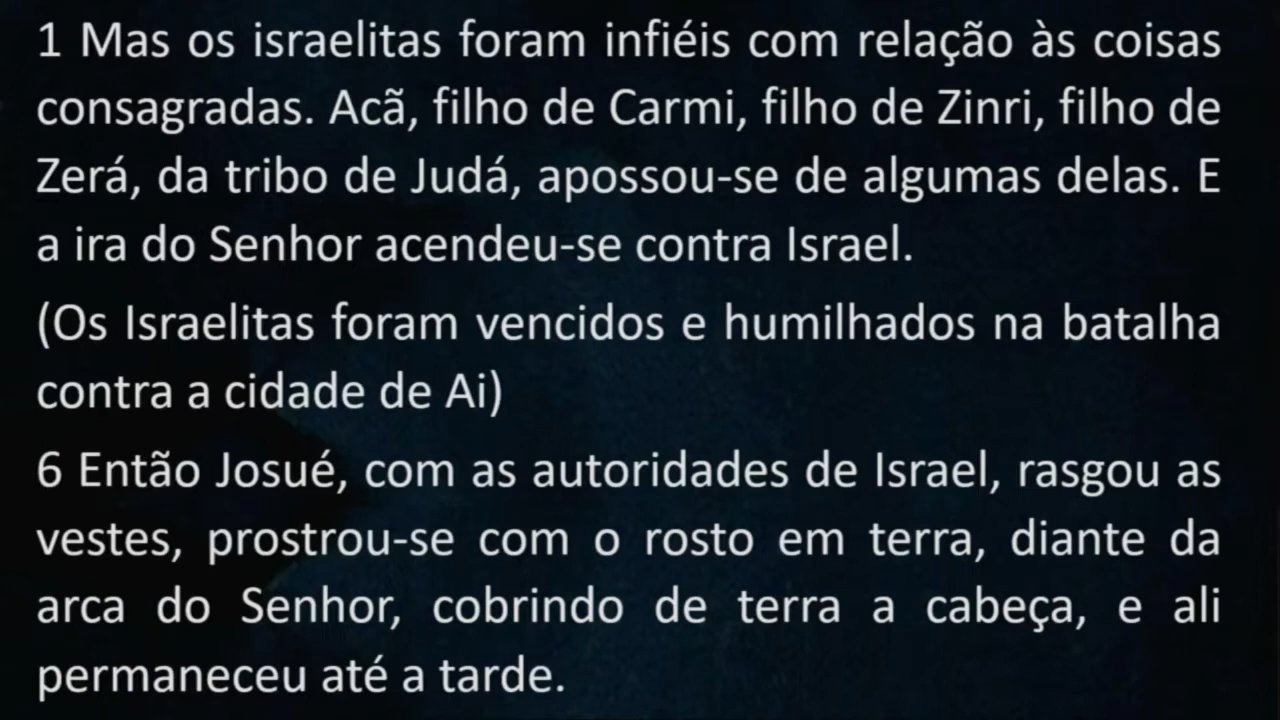 1 Mas os israelitas foram infiéis com relação às coisas
consagradas. Acã, filho de Carmi, filho de Zinri, filho de
Zerá, da tribo de Judá, apossou-se de algumas delas. E
a ira do Senhor acendeu-se contra Israel.
(Os Israelitas foram vencidos e humilhados na batalha
contra a cidade de Ai)
6 Então Josué, com as autoridades de Israel, rasgou as
vestes, prostrou-se com o rosto em terra, diante da
arca do Senhor, cobrindo de terra a cabeça, e ali
permaneceu até a tarde.